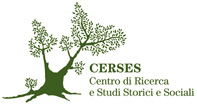 CERSES
Centro di Ricerca
e Studi Storici e Sociali